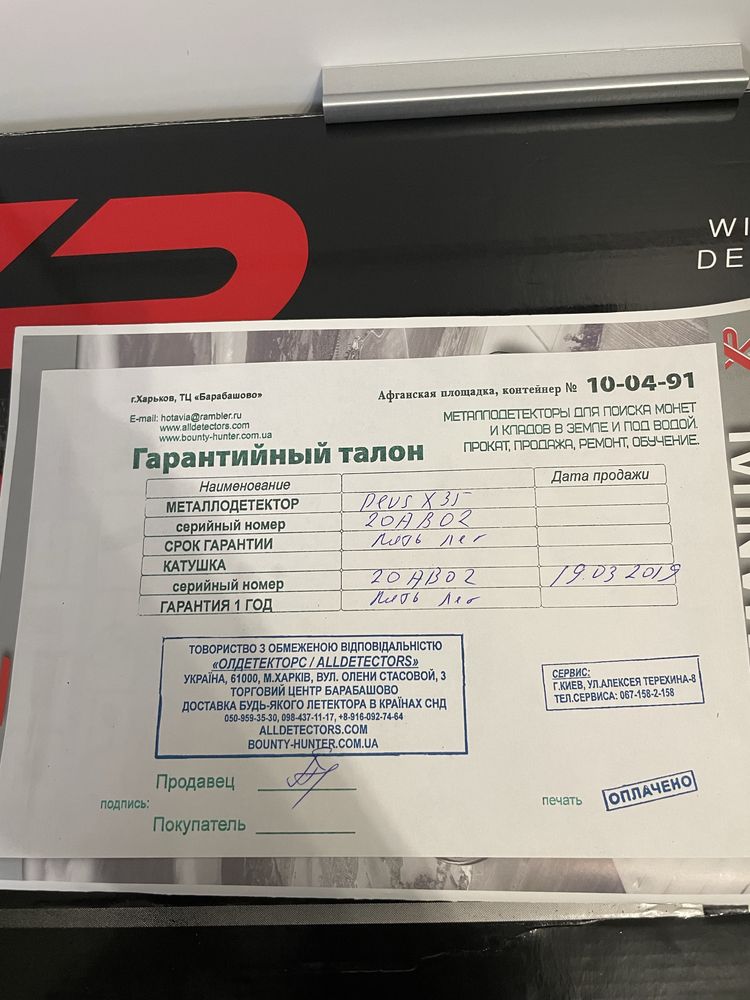 WI
DE
г.Харьков, ТЦ «Барабашово»
Афганская площадка, контейнер № 10-04-91
E-mail: hotavia@rambler.ru
www.alldetectors.com
www.bounty-hunter.com.ua
МЕТАЛЛОДЕТЕКТОРЫ ДЛЯ ПОИСКА МОНЕТ
И КЛАДОВ В ЗЕМЛЕ И ПОД ВОДОЙ.
ПРОКАТ, ПРОДАЖА, РЕМОНТ, ОБУЧЕНИЕ.
Гарантийный талон
Наименование Дата продажи
МЕТАЛЛОДЕТЕКТОР Deus X35
серийный номер 20AB02
СРОК ГАРАНТИИ пять лет
КАТУШКА
серийный номер 20AB02 19.03 2019
ГАРАНТИЯ 1 ГОД пять лет
ТОВОРИСТВО З ОБМЕЖЕНОЮ ВІДПОВІДАЛЬНІСТЮ
«ОЛДЕТЕКТОРС / ALLDETECTORS»
УКРАЇНА, 61000, М.ХАРКІВ, ВУЛ. ОЛЕНИ СТАСОВОЙ, 3
ТОРГОВИЙ ЦЕНТР БАРАБАШОВО
ДОСТАВКА БУДЬ-ЯКОГО ЛЕТЕКТОРА В КРАЇНАХ СНД
050-959-35-30, 098-437-11-17, +8-916-092-74-64
ALLDETECTORS.COM
BOUNTY-HUNTER.COM.UA
СЕРВИС:
Г.КИЕВ, УЛ.АЛЕКСЕЯ ТЕРЕХИНА-8
ТЕЛ.СЕРВИСА: 067-158-2-158
Продавец
подпись:
Покупатель
печать
ОПЛАЧЕНО